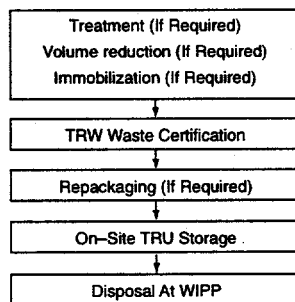 Treatment (If Required)
Volume reduction (If Required)
Immobilization (If Required)
TRW Waste Certification
Repackaging (If Required)
On–Site TRU Storage
Disposal At WIPP